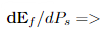 dE_f/dP_s =>